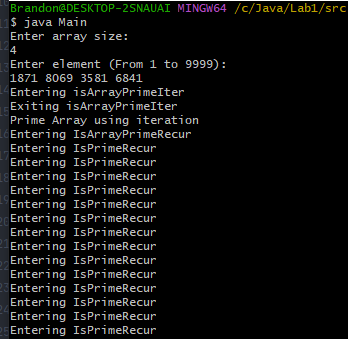 Brandon@DESKTOP-2SNAUAI MINGW64 /c/Java/Lab1/src
$ java Main
Enter array size:
4
Enter element (From 1 to 9999):
1871 8069 3581 6841
Entering isArrayPrimeIter
Exiting isArrayPrimeIter
Prime Array using iteration
Entering IsArrayPrimeRecur
Entering IsPrimeRecur
Entering IsPrimeRecur
Entering IsPrimeRecur
Entering IsPrimeRecur
Entering IsPrimeRecur
Entering IsPrimeRecur
Entering IsPrimeRecur
Entering IsPrimeRecur
Entering IsPrimeRecur
Entering IsPrimeRecur
Entering IsPrimeRecur
Entering IsPrimeRecur
Entering IsPrimeRecur
Entering IsPrimeRecur